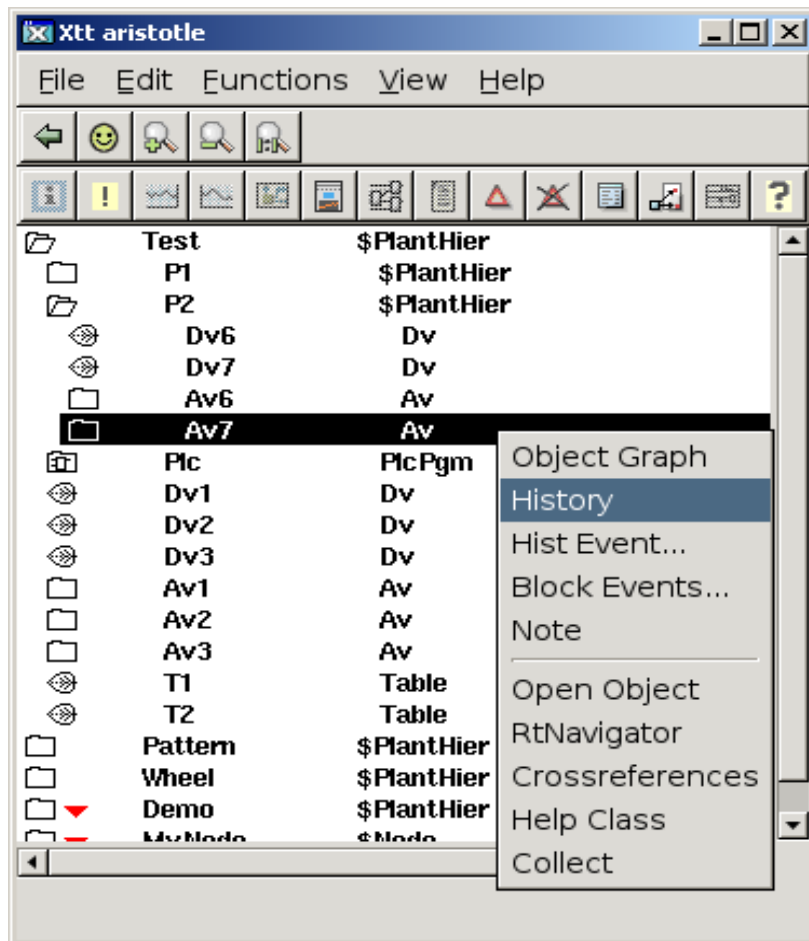 Xtt aristotle
File Edit Functions View Help
Test $PlantHier
P1 $PlantHier
P2 $PlantHier
Dv6 Dv
Dv7 Dv
Av6 Av
Av7 Av
Plc PlcPgm
Dv1 Dv
Dv2 Dv
Dv3 Dv
Av1 Av
Av2 Av
Av3 Av
T1 Table
T2 Table
Pattern $PlantHier
Wheel $PlantHier
Demo $PlantHier
MyNode $Node
Object Graph
History
Hist Event...
Block Events...
Note
Open Object
RtNavigator
Crossreferences
Help Class
Collect